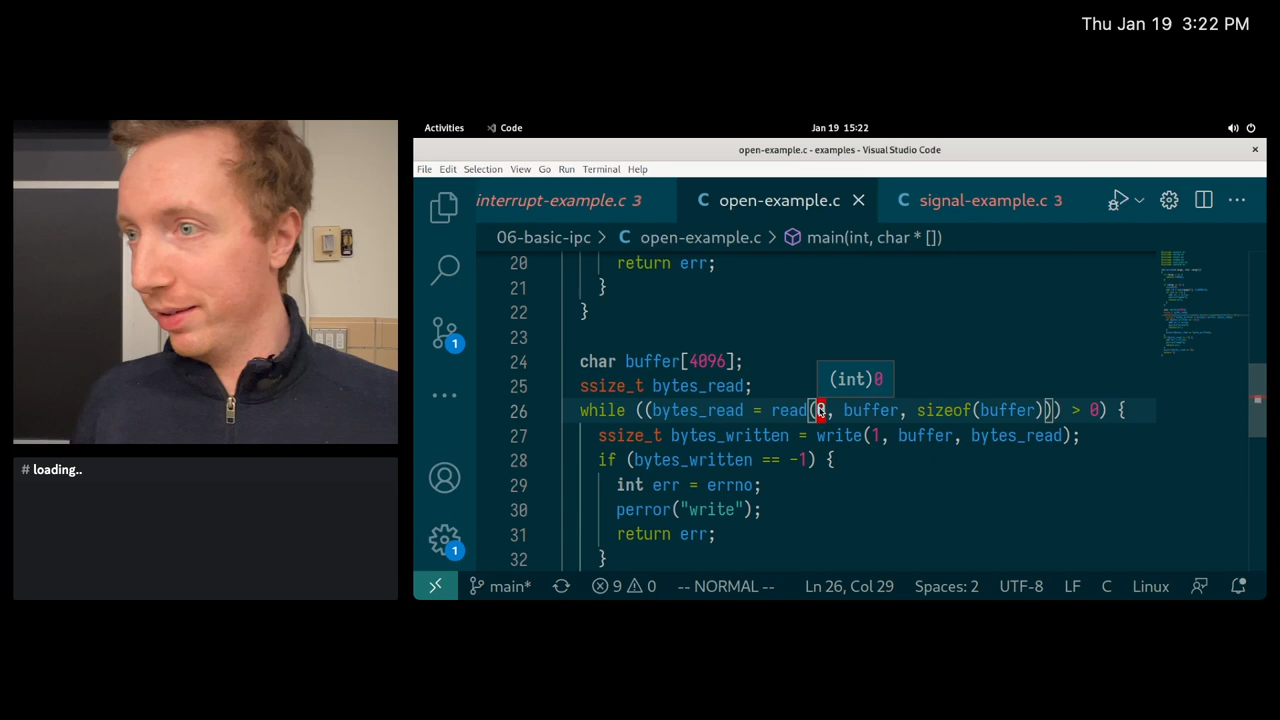 Thu Jan 19 3:22 PM
Activities Code Jan 19 15:22
open-example.c - examples - Visual Studio Code ×
File Edit Selection View Go Run Terminal Help
interrupt-example.c 3 C open-example.c × C signal-example.c 3 ···
06-basic-ipc > C open-example.c > main(int, char * [])
20 return err;
21 }
22 }
23
24 char buffer[4096];
(int)0
25 ssize_t bytes_read;
26 while ((bytes_read = read(0, buffer, sizeof(buffer))) > 0) {
27 ssize_t bytes_written = write(1, buffer, bytes_read);
28 if (bytes_written == -1) {
29 int err = errno;
30 perror("write");
31 return err;
32 }
1
1
# loading..
main* 9 0 -- NORMAL -- Ln 26, Col 29 Spaces: 2 UTF-8 LF C Linux